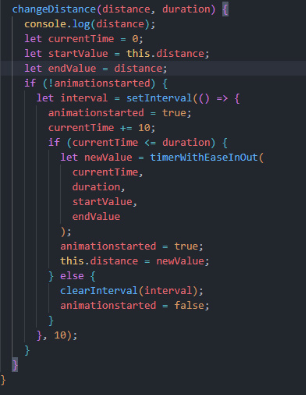 changeDistance(distance, duration) {
console.log(distance);
let currentTime = 0;
let startValue = this.distance;
let endValue = distance;
if (!animationstarted) {
let interval = setInterval(() => {
animationstarted = true;
currentTime += 10;
if (currentTime <= duration) {
let newValue = timerWithEaseInOut(
currentTime,
duration,
startValue,
endValue
);
animationstarted = true;
this.distance = newValue;
} else {
clearInterval(interval);
animationstarted = false;
}
}, 10);
}
}
}